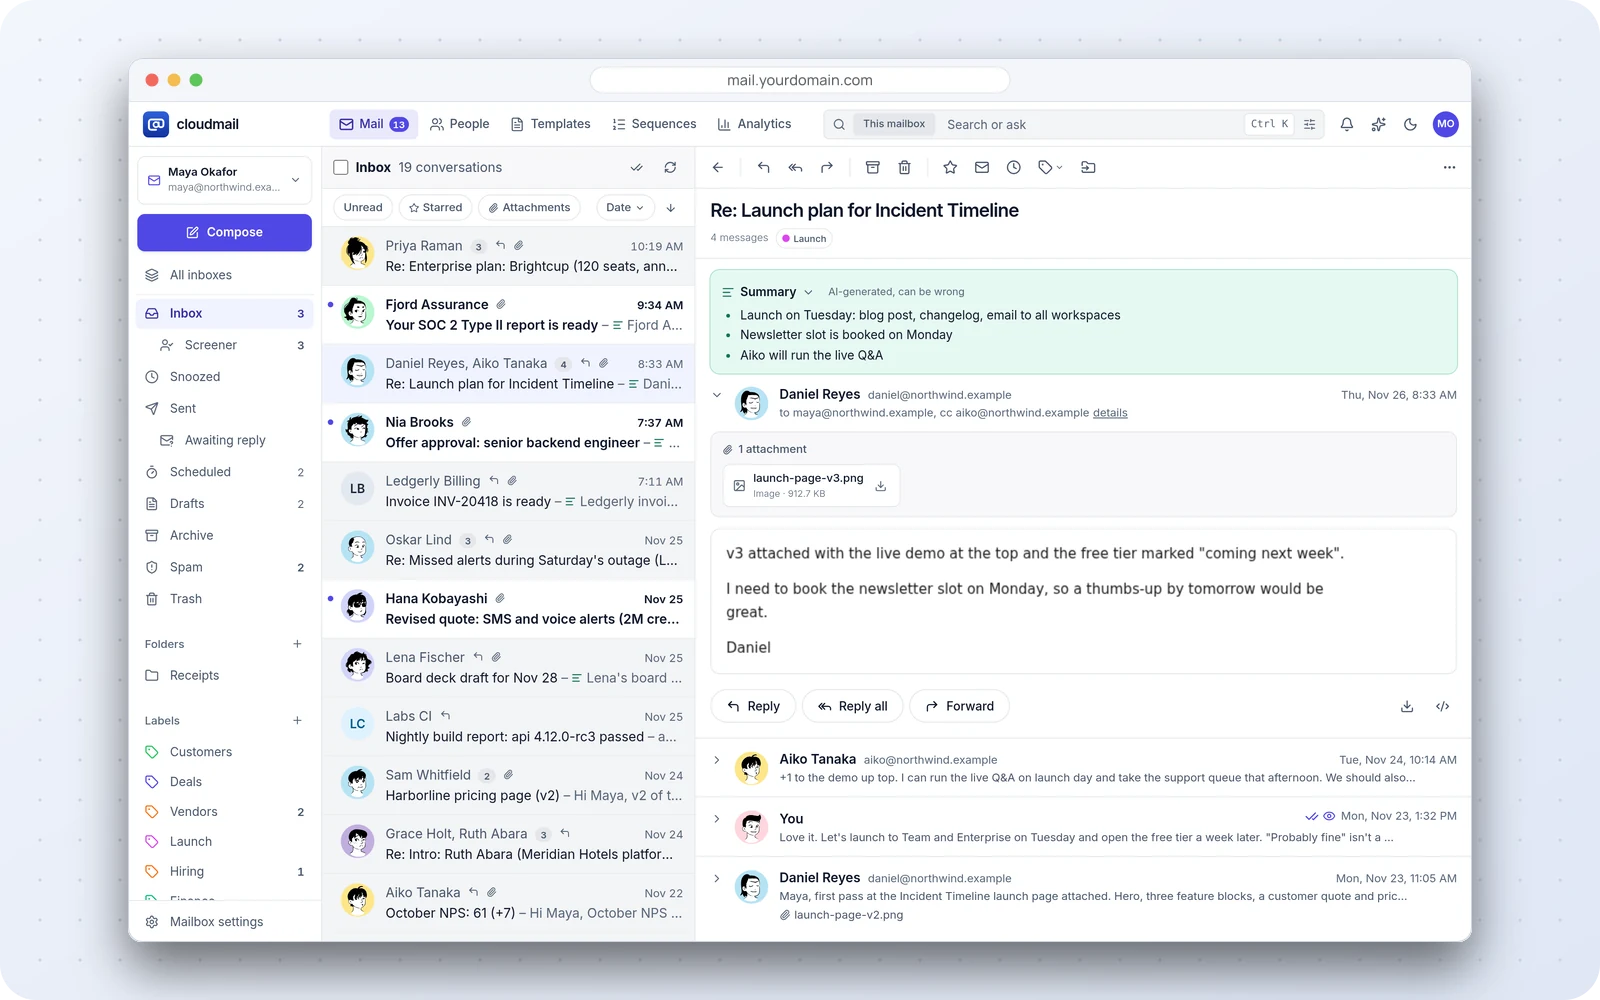 mail.yourdomain.com
cloudmail
Mail 13
People
Templates
Sequences
Analytics
This mailbox
Search or ask
Ctrl K
MO
Maya Okafor
maya@northwind.exa...
Compose
All inboxes
Inbox 3
Screener 3
Snoozed
Sent
Awaiting reply
Scheduled 2
Drafts 2
Archive
Spam 2
Trash
Folders
Receipts
Labels
Customers
Deals
Vendors 2
Launch
Hiring 1
Mailbox settings
Inbox 19 conversations
Unread
Starred
Attachments
Date
Priya Raman 3 10:19 AM
Re: Enterprise plan: Brightcup (120 seats, ann...
Fjord Assurance 9:34 AM
Your SOC 2 Type II report is ready – Fjord A...
Daniel Reyes, Aiko Tanaka 4 8:33 AM
Re: Launch plan for Incident Timeline – Dani...
Nia Brooks 7:37 AM
Offer approval: senior backend engineer – ...
LB
Ledgerly Billing 7:11 AM
Invoice INV-20418 is ready – Ledgerly invoi...
Oskar Lind 3 Nov 25
Re: Missed alerts during Saturday's outage (L...
Hana Kobayashi Nov 25
Revised quote: SMS and voice alerts (2M cre...
Lena Fischer Nov 25
Board deck draft for Nov 28 – Lena's board ...
LC
Labs CI Nov 25
Nightly build report: api 4.12.0-rc3 passed – a...
Sam Whitfield 2 Nov 24
Harborline pricing page (v2) – Hi Maya, v2 of t...
Grace Holt, Ruth Abara 3 Nov 24
Re: Intro: Ruth Abara (Meridian Hotels platfor...
Aiko Tanaka Nov 22
October NPS: 61 (+7) – Hi Maya, October NPS ...
Re: Launch plan for Incident Timeline
4 messages Launch
Summary AI-generated, can be wrong
• Launch on Tuesday: blog post, changelog, email to all workspaces
• Newsletter slot is booked on Monday
• Aiko will run the live Q&A
Daniel Reyes daniel@northwind.example Thu, Nov 26, 8:33 AM
to maya@northwind.example, cc aiko@northwind.example details
1 attachment
launch-page-v3.png
Image · 912.7 KB
v3 attached with the live demo at the top and the free tier marked "coming next week".
I need to book the newsletter slot on Monday, so a thumbs-up by tomorrow would be
great.
Daniel
Reply
Reply all
Forward
Aiko Tanaka aiko@northwind.example Tue, Nov 24, 10:14 AM
+1 to the demo up top. I can run the live Q&A on launch day and take the support queue that afternoon. We should also...
You Mon, Nov 23, 1:32 PM
Love it. Let's launch to Team and Enterprise on Tuesday and open the free tier a week later. "Probably fine" isn't a ...
Daniel Reyes daniel@northwind.example Mon, Nov 23, 11:05 AM
Maya, first pass at the Incident Timeline launch page attached. Hero, three feature blocks, a customer quote and pric...
launch-page-v2.png